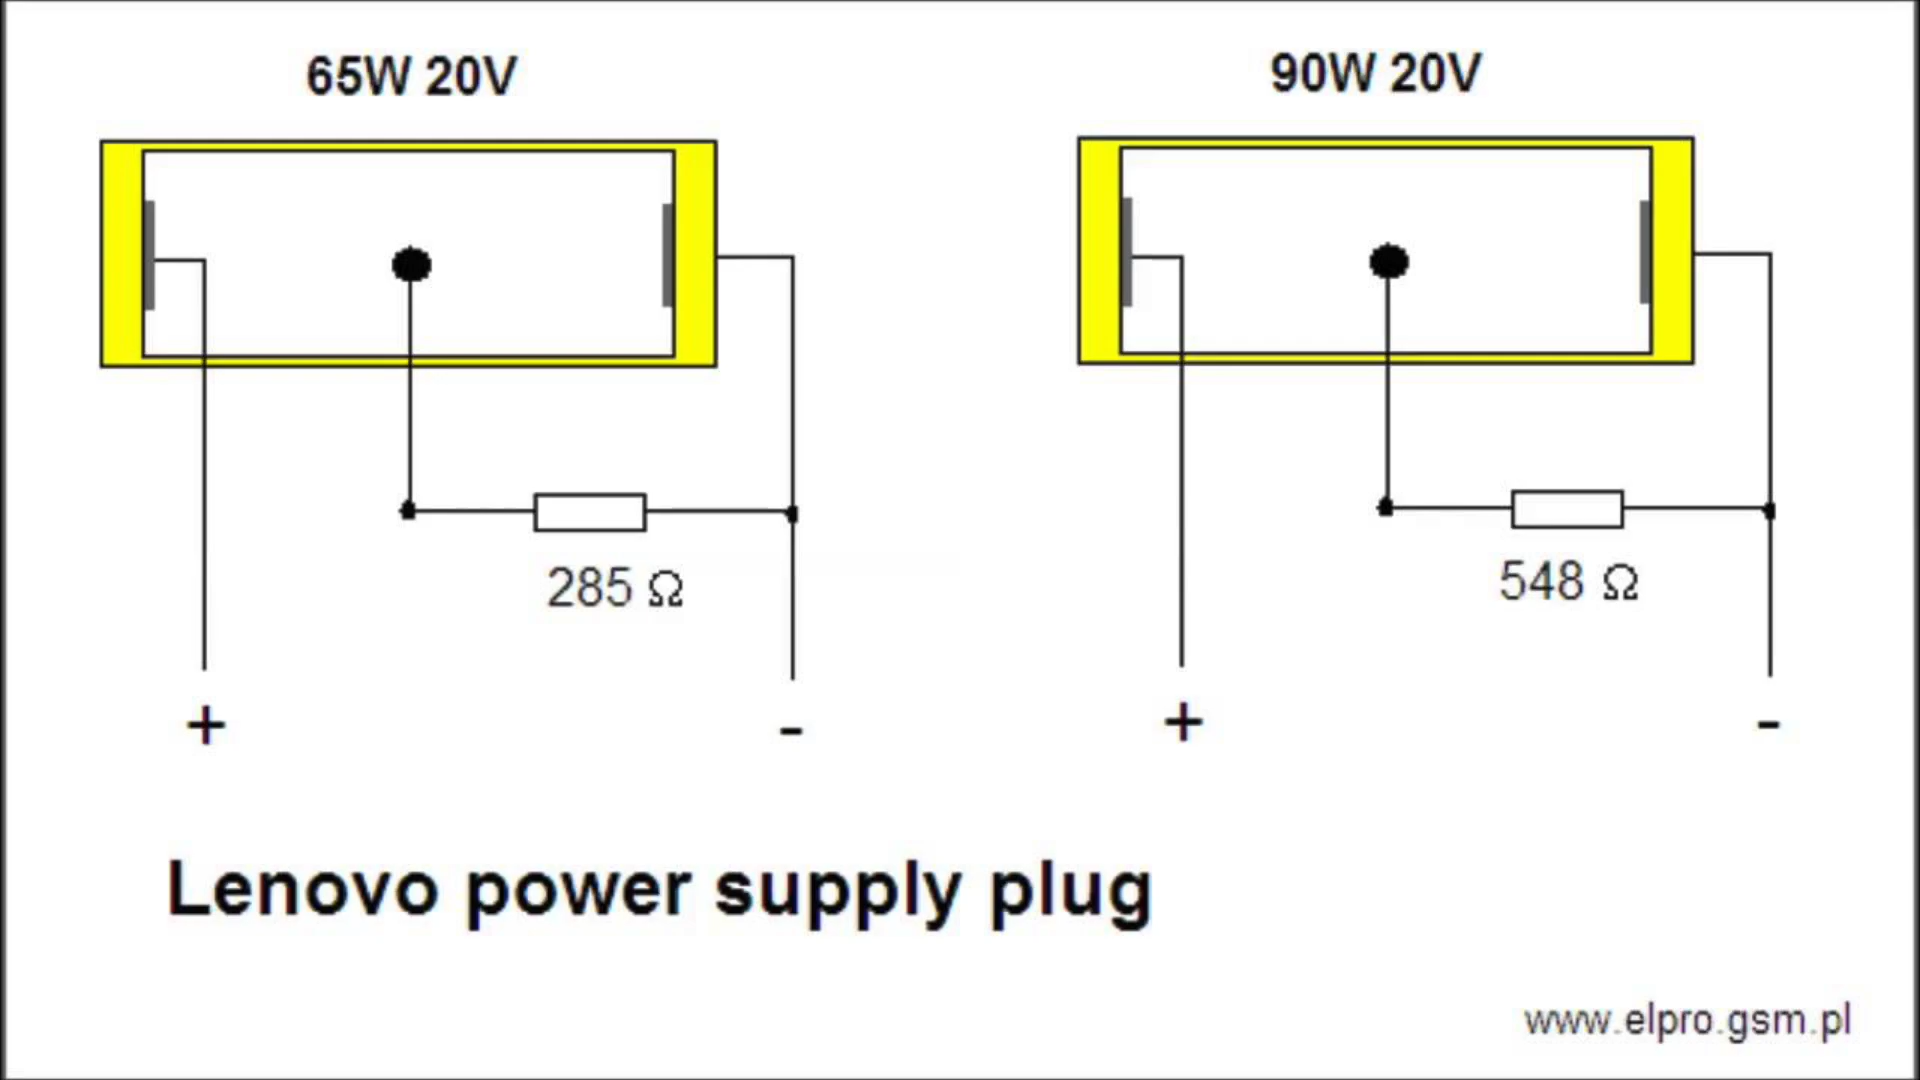 65W 20V
90W 20V
285 Ω
548 Ω
+
-
+
-
Lenovo power supply plug
www.elpro.gsm.pl